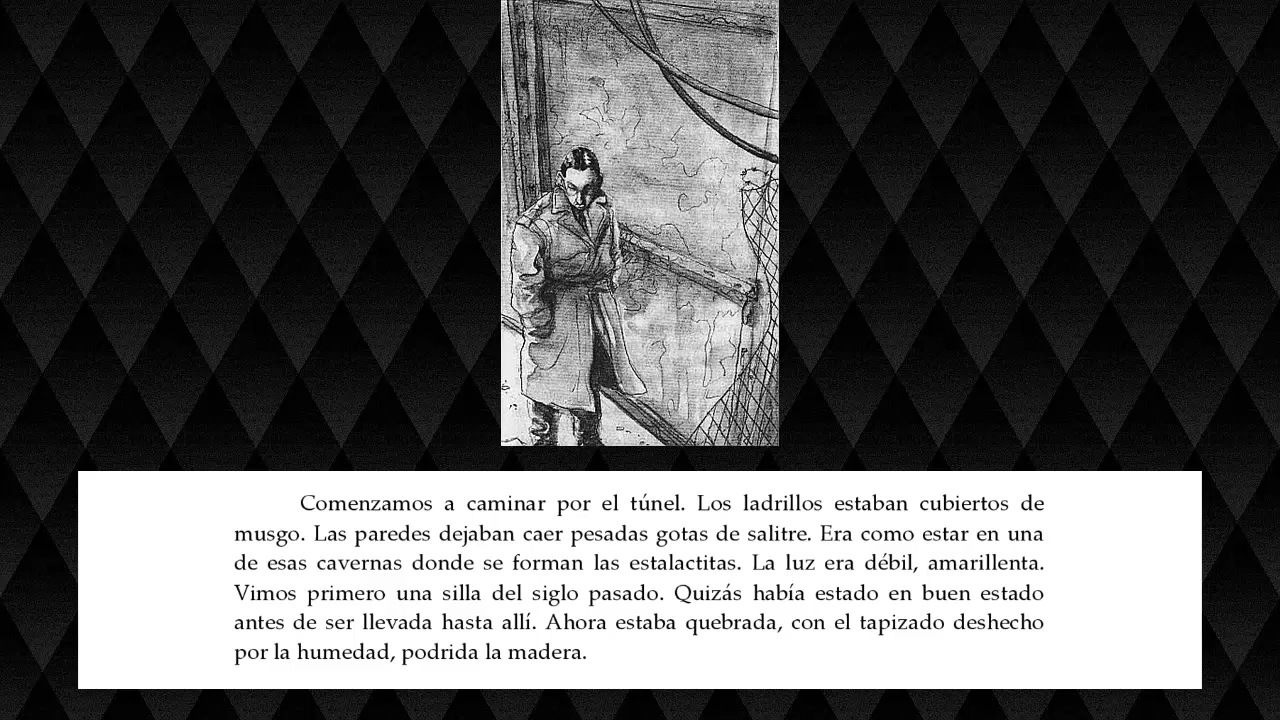 Comenzamos a caminar por el túnel. Los ladrillos estaban cubiertos de
musgo. Las paredes dejaban caer pesadas gotas de salitre. Era como estar en una
de esas cavernas donde se forman las estalactitas. La luz era débil, amarillenta.
Vimos primero una silla del siglo pasado. Quizás había estado en buen estado
antes de ser llevada hasta allí. Ahora estaba quebrada, con el tapizado deshecho
por la humedad, podrida la madera.